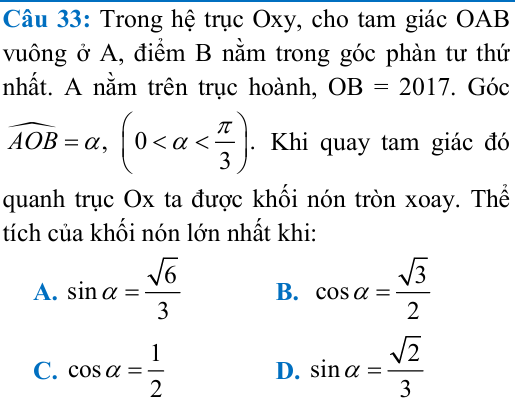 Câu 33: Trong hệ trục Oxy, cho tam giác OAB
vuông ở A, điểm B nằm trong góc phàn tư thứ
nhất. A nằm trên trục hoành, OB = 2017. Góc
$\widehat{AOB} = \alpha, \left(0 < \alpha < \frac{\pi}{3}\right)$. Khi quay tam giác đó
quanh trục Ox ta được khối nón tròn xoay. Thể
tích của khối nón lớn nhất khi:
A. $\sin\alpha = \frac{\sqrt{6}}{3}$ B. $\cos\alpha = \frac{\sqrt{3}}{2}$
C. $\cos\alpha = \frac{1}{2}$ D. $\sin\alpha = \frac{\sqrt{2}}{3}$